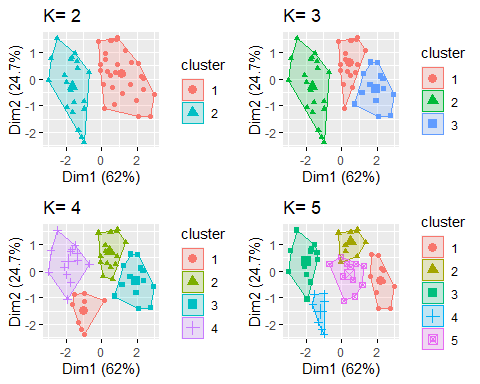 K= 2
Dim2 (24.7%)
1
0
-1
-2
-2
0
2
Dim1 (62%)
cluster
1
2
K= 3
Dim2 (24.7%)
1
0
-1
-2
-2
0
2
Dim1 (62%)
cluster
1
2
3
K= 4
Dim2 (24.7%)
1
0
-1
-2
-2
0
2
Dim1 (62%)
cluster
1
2
3
4
K= 5
Dim2 (24.7%)
1
0
-1
-2
-2
0
2
Dim1 (62%)
cluster
1
2
3
4
5